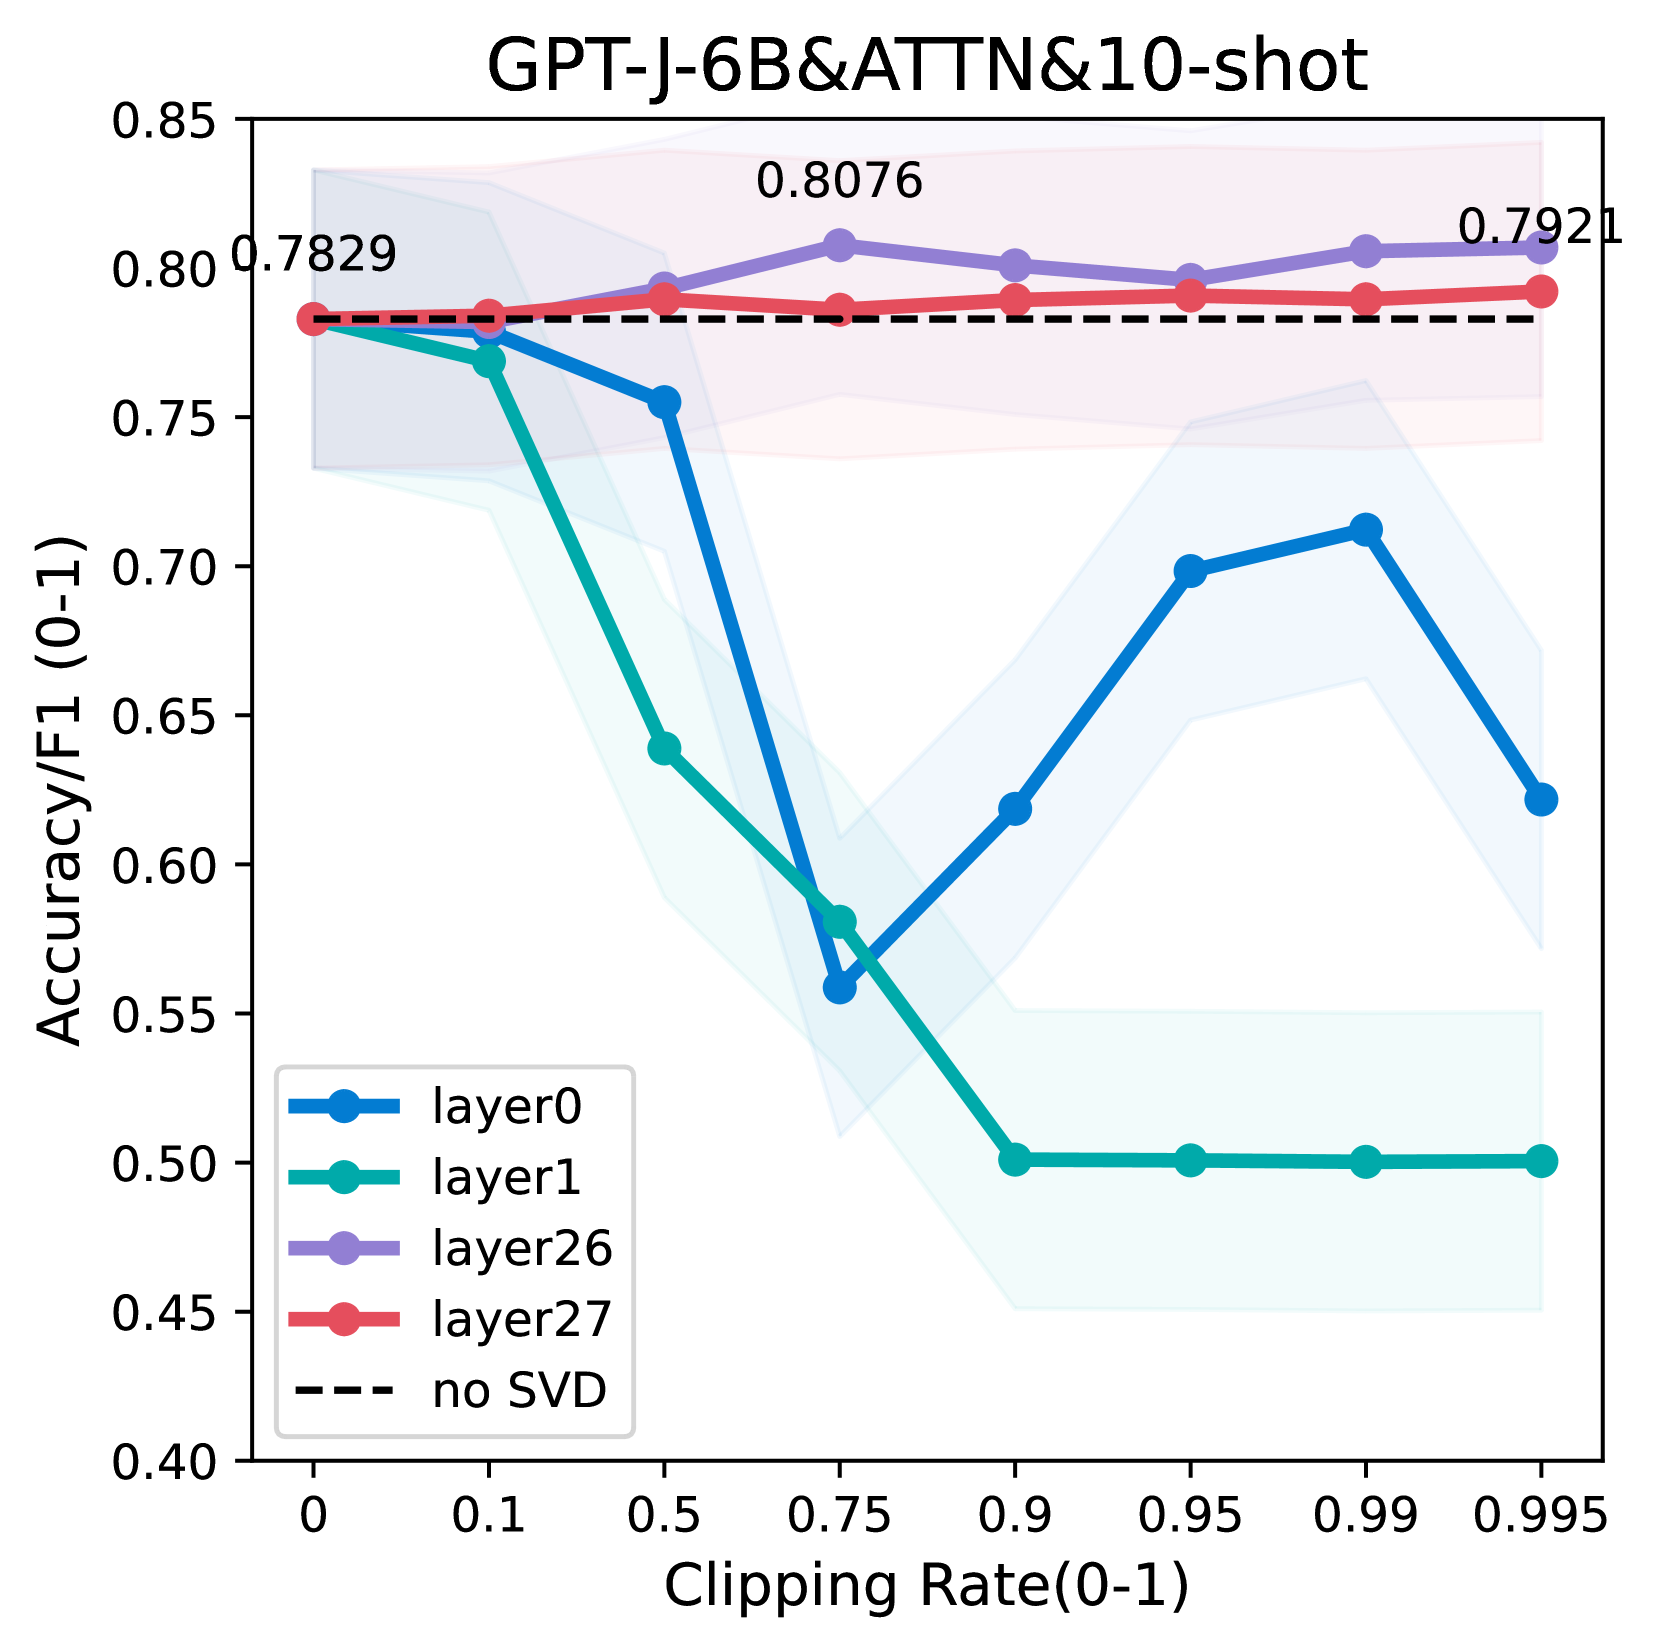 GPT-J-6B&ATTN&10-shot
0.85
0.80
0.75
0.70
0.65
0.60
0.55
0.50
0.45
0.40
Accuracy/F1 (0-1)
0.7829
0.8076
0.7921
layer0
layer1
layer26
layer27
no SVD
0 0.1 0.5 0.75 0.9 0.95 0.99 0.995
Clipping Rate(0-1)